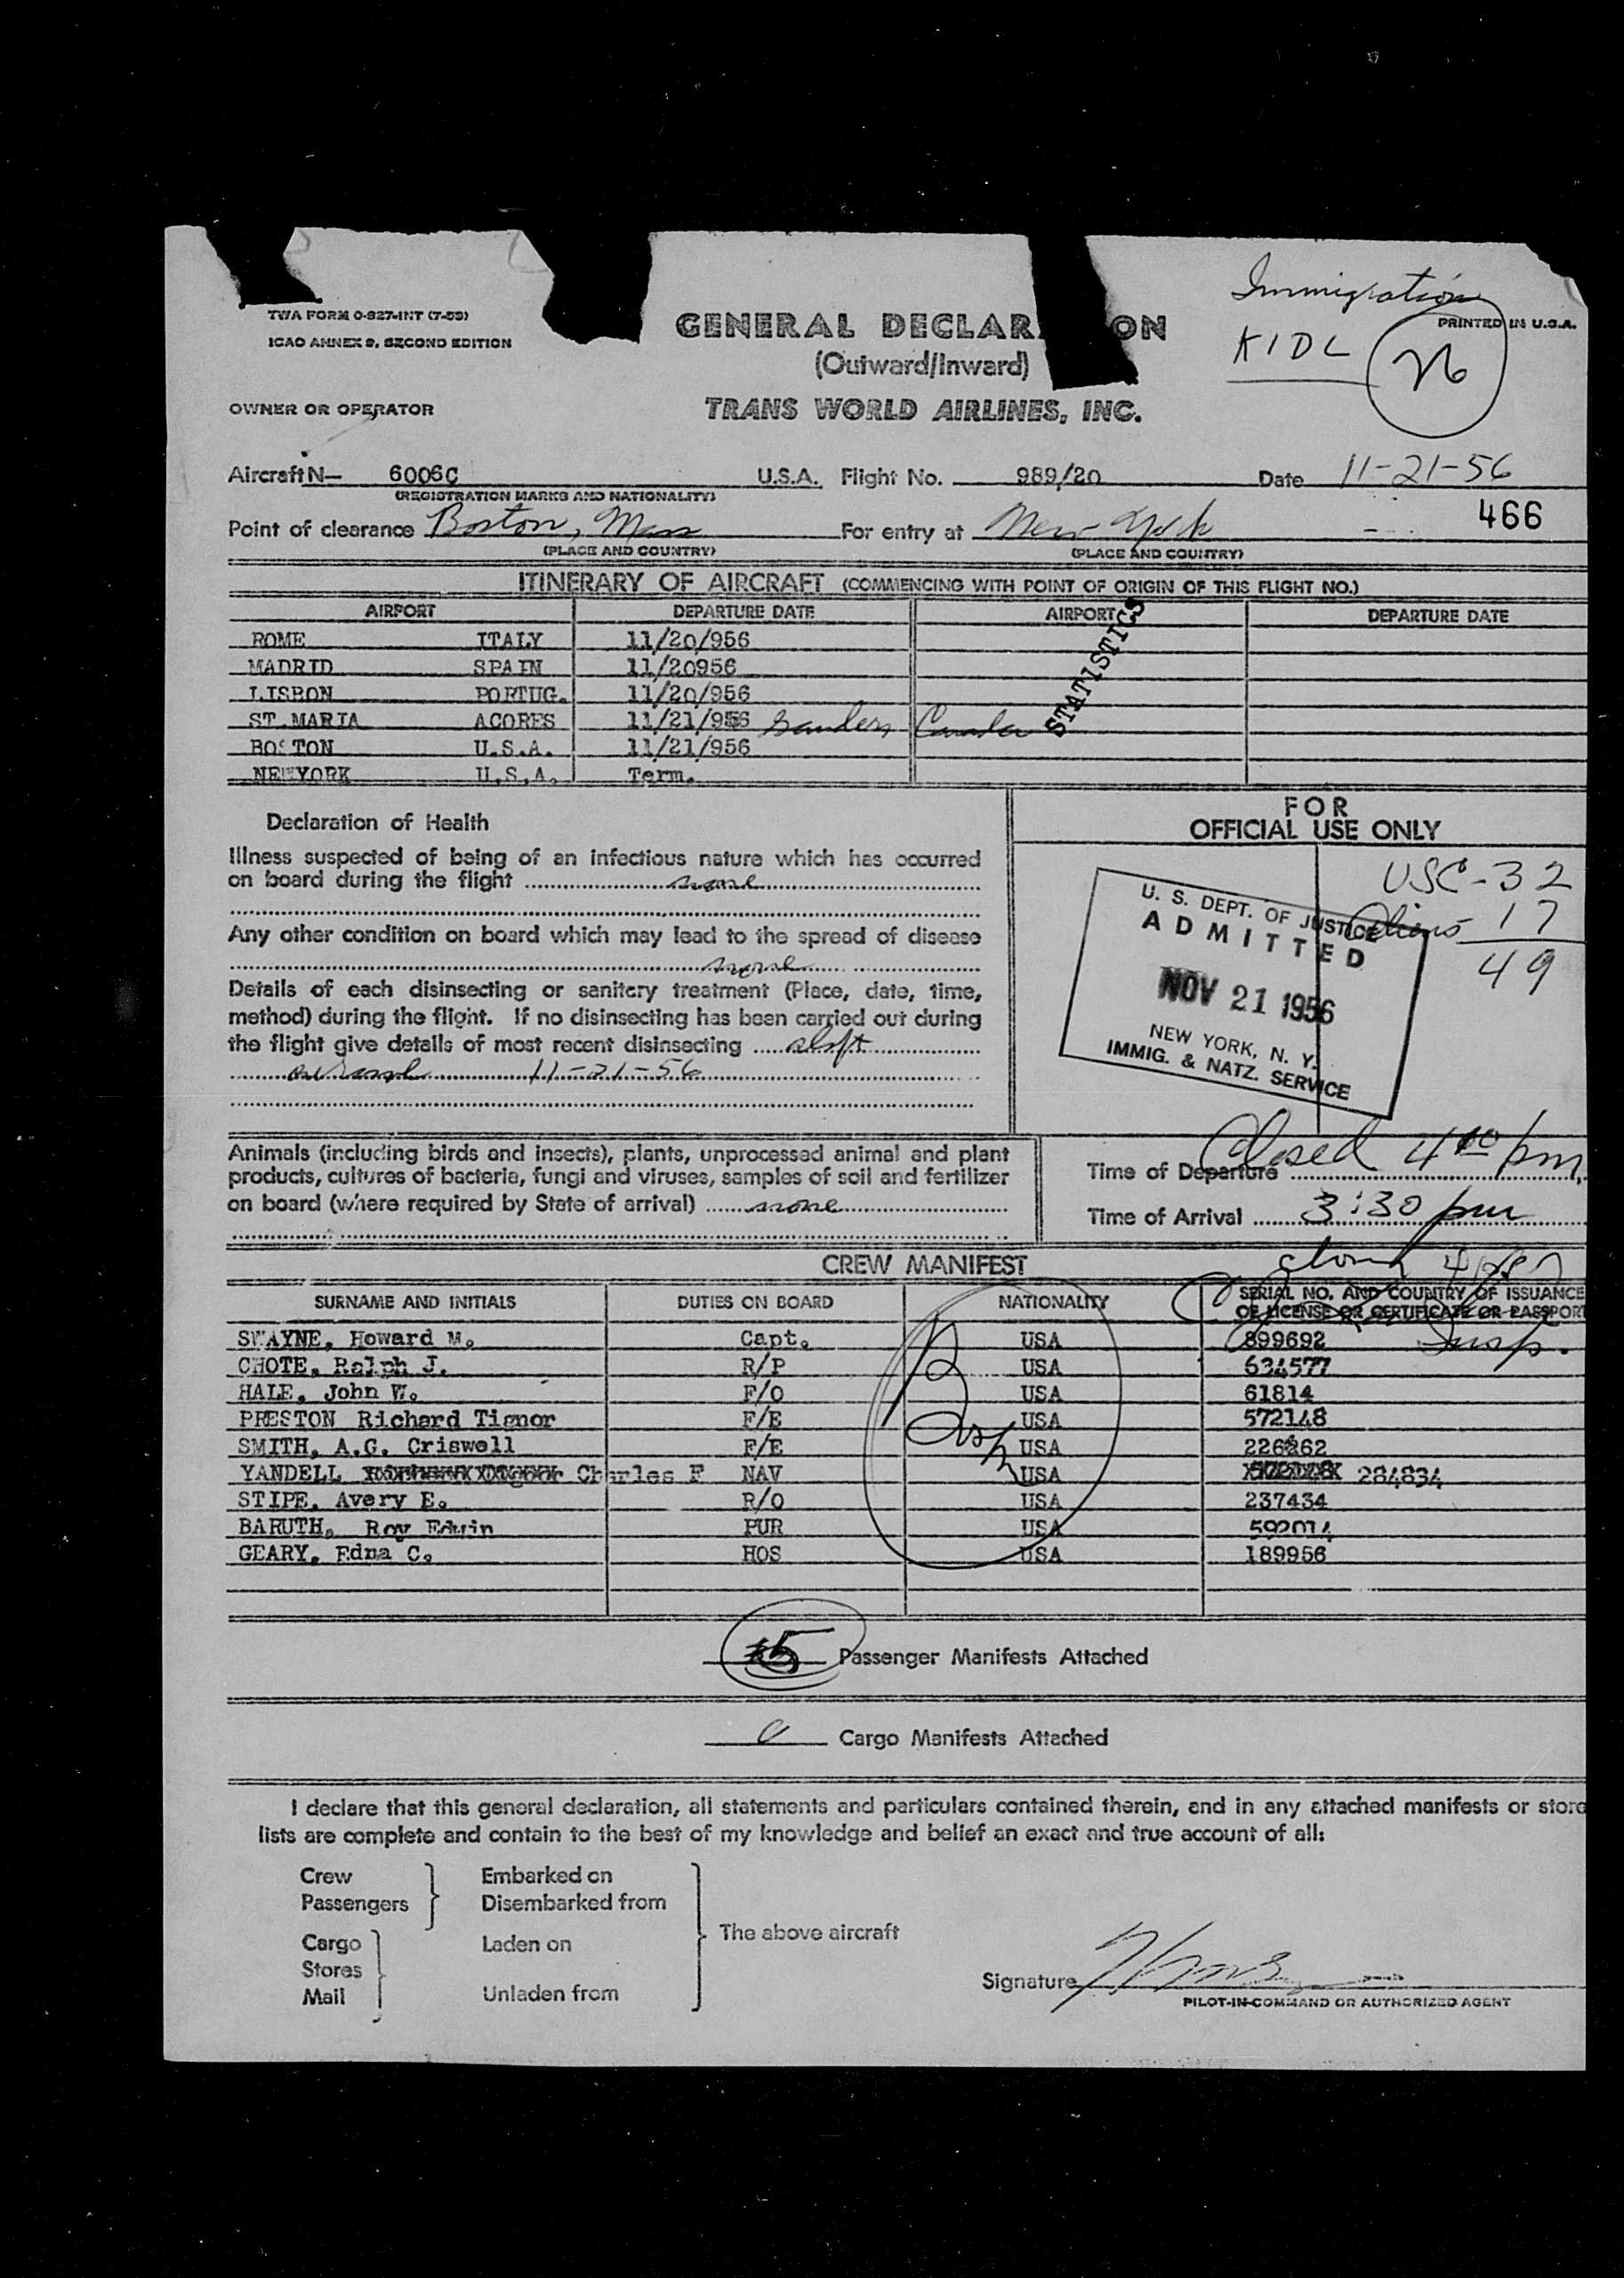 Immigration
TWA FORM O-927-INT (7-53)
PRINTED IN U.S.A.
ICAO ANNEX 9, SECOND EDITION
GENERAL DECLAR ON
KIDL
26
(Outward/Inward)
OWNER OR OPERATOR
TRANS WORLD AIRLINES, INC.
Aircraft N— 6006C U.S.A. Flight No. 989/20 Date 11-21-56
(REGISTRATION MARKS AND NATIONALITY)
466
Point of clearance Boston, Mass For entry at New York
(PLACE AND COUNTRY) (PLACE AND COUNTRY)
ITINERARY OF AIRCRAFT (COMMENCING WITH POINT OF ORIGIN OF THIS FLIGHT NO.)
AIRPORT DEPARTURE DATE AIRPORT DEPARTURE DATE
STATISTICS
ROME ITALY 11/20/956
MADRID SPAIN 11/20956
LISBON PORTUG. 11/20/956
ST MARIA ACORES 11/21/956 Gander, Canada
BOSTON U.S.A. 11/21/956
NEWYORK U.S.A. Term.
Declaration of Health
FOR
OFFICIAL USE ONLY
Illness suspected of being of an infectious nature which has occurred
on board during the flight none
USC-32
Aliens 17
49
U. S. DEPT. OF JUSTICE
ADMITTED
NOV 21 1956
NEW YORK, N. Y.
IMMIG. & NATZ. SERVICE
Any other condition on board which may lead to the spread of disease
none
Details of each disinsecting or sanitary treatment (Place, date, time,
method) during the flight. If no disinsecting has been carried out during
the flight give details of most recent disinsecting aloft
aerosol 11-21-56
Animals (including birds and insects), plants, unprocessed animal and plant
products, cultures of bacteria, fungi and viruses, samples of soil and fertilizer
on board (where required by State of arrival) none
Closed 4 00 pm
Time of Departure
Time of Arrival 3:30 pm
CREW MANIFEST
SURNAME AND INITIALS DUTIES ON BOARD NATIONALITY SERIAL NO. AND COUNTRY OF ISSUANCE
OF LICENSE OR CERTIFICATE OR PASSPORT
SWAYNE, Howard M. Capt. USA 899692
Insp.
CHOTE, Ralph J. R/P USA 634577
HALE, John W. F/O USA 61814
PRESTON Richard Tignor F/E USA 572148
SMITH, A.G. Criswell F/E USA 226262
YANDELL Charles F NAV USA 284834
STIPE, Avery E. R/O USA 237434
BARUTH, Roy Edwin PUR USA 592014
GEARY, Edna C. HOS USA 189956
5 Passenger Manifests Attached
0 Cargo Manifests Attached
I declare that this general declaration, all statements and particulars contained therein, and in any attached manifests or store
lists are complete and contain to the best of my knowledge and belief an exact and true account of all:
Crew Embarked on
Passengers Disembarked from
The above aircraft
Cargo Laden on
Stores
Mail Unladen from
Signature
PILOT-IN-COMMAND OR AUTHORIZED AGENT